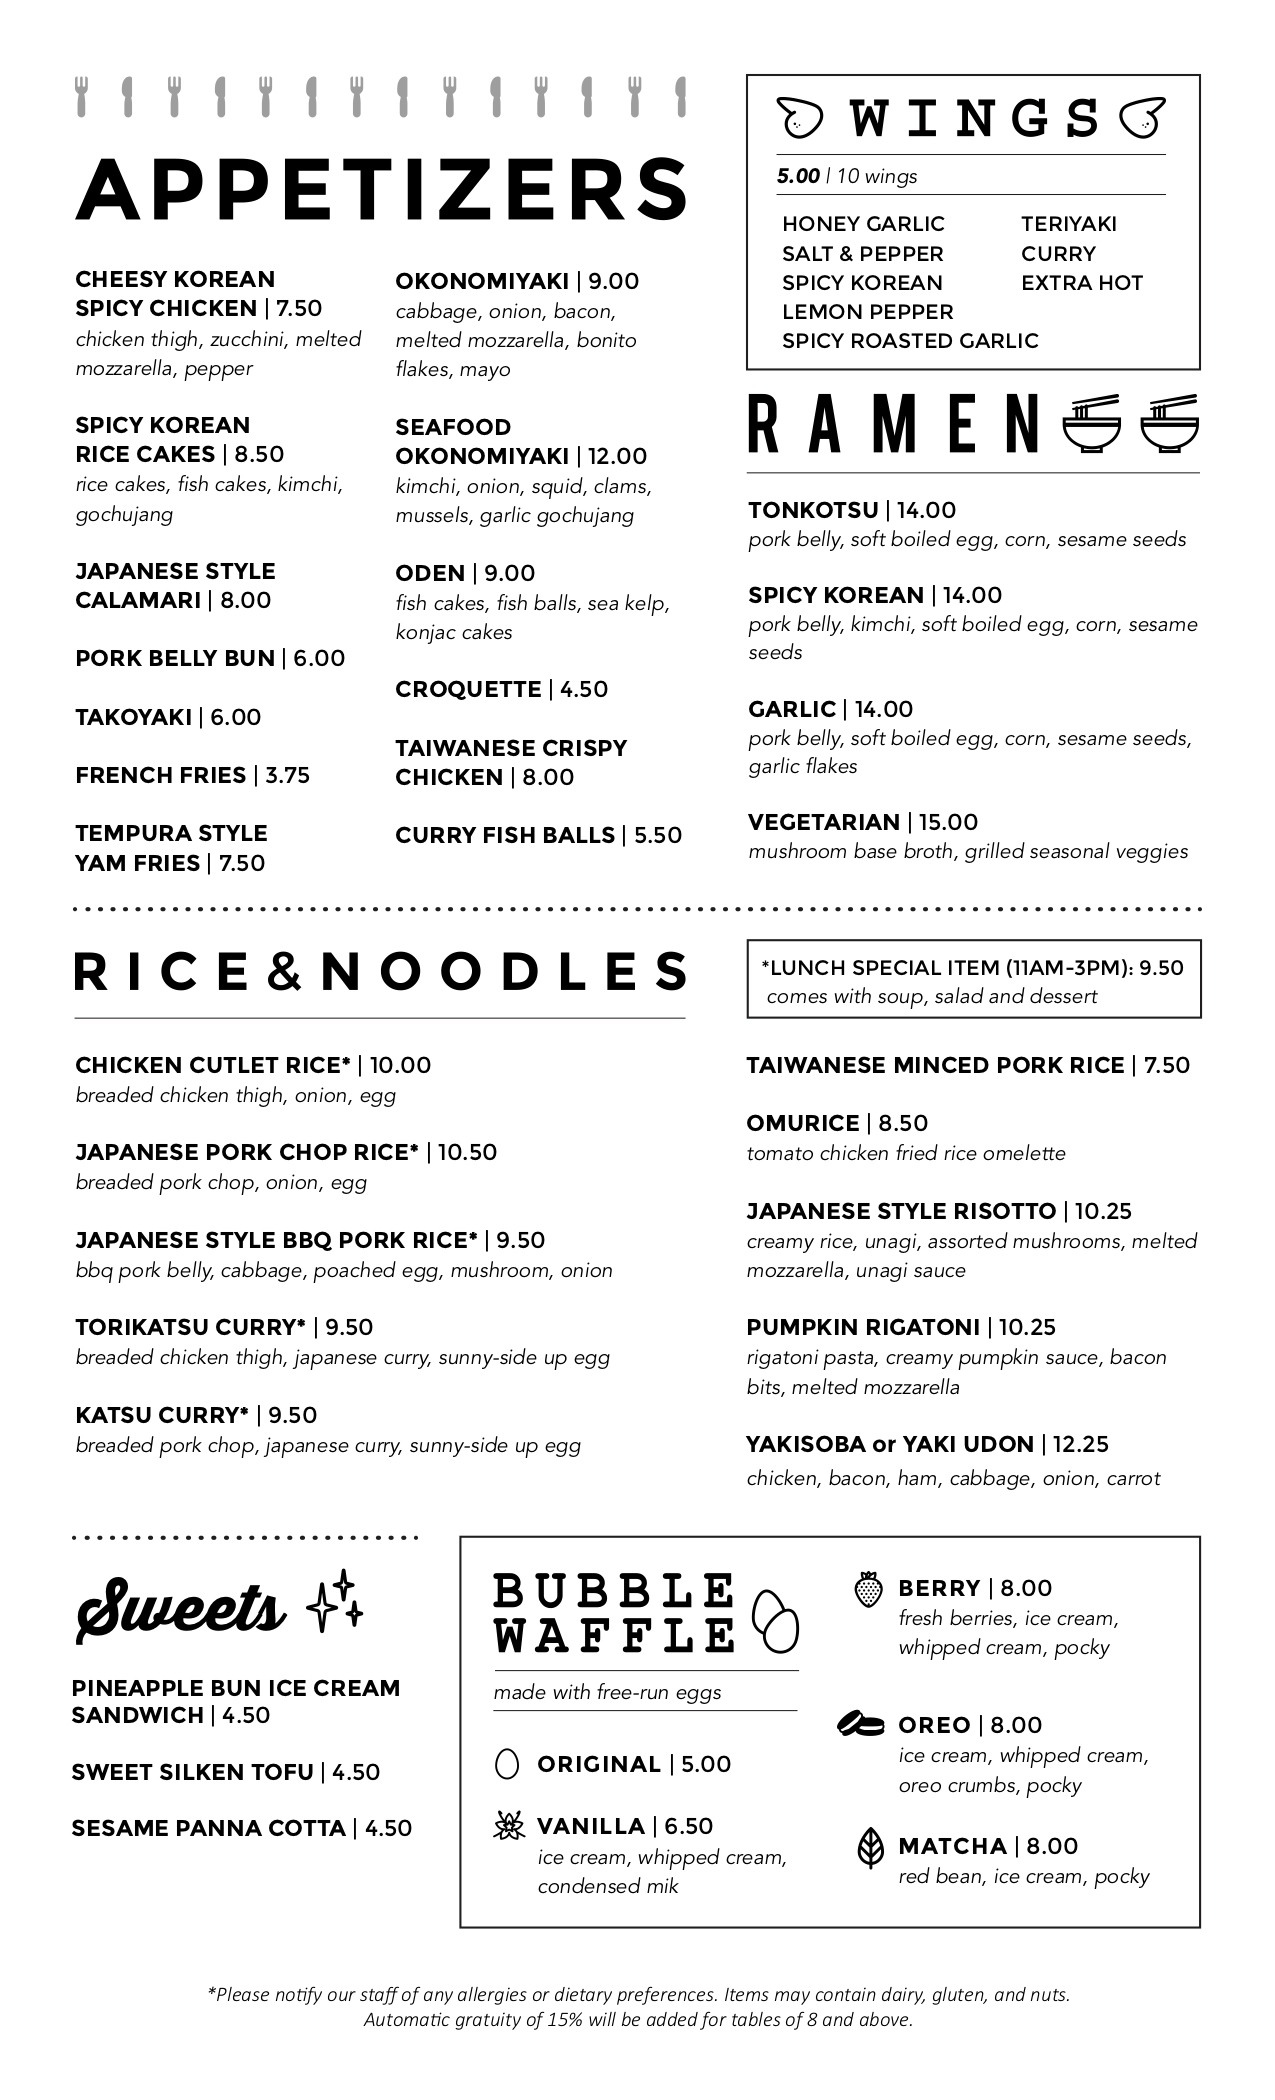 APPETIZERS
CHEESY KOREAN
SPICY CHICKEN | 7.50
chicken thigh, zucchini, melted
mozzarella, pepper
SPICY KOREAN
RICE CAKES | 8.50
rice cakes, fish cakes, kimchi,
gochujang
JAPANESE STYLE
CALAMARI | 8.00
PORK BELLY BUN | 6.00
TAKOYAKI | 6.00
FRENCH FRIES | 3.75
TEMPURA STYLE
YAM FRIES | 7.50
OKONOMIYAKI | 9.00
cabbage, onion, bacon,
melted mozzarella, bonito
flakes, mayo
SEAFOOD
OKONOMIYAKI | 12.00
kimchi, onion, squid, clams,
mussels, garlic gochujang
ODEN | 9.00
fish cakes, fish balls, sea kelp,
konjac cakes
CROQUETTE | 4.50
TAIWANESE CRISPY
CHICKEN | 8.00
CURRY FISH BALLS | 5.50
WINGS
5.00 | 10 wings
HONEY GARLIC
SALT & PEPPER
SPICY KOREAN
LEMON PEPPER
SPICY ROASTED GARLIC
TERIYAKI
CURRY
EXTRA HOT
RAMEN
TONKOTSU | 14.00
pork belly, soft boiled egg, corn, sesame seeds
SPICY KOREAN | 14.00
pork belly, kimchi, soft boiled egg, corn, sesame
seeds
GARLIC | 14.00
pork belly, soft boiled egg, corn, sesame seeds,
garlic flakes
VEGETARIAN | 15.00
mushroom base broth, grilled seasonal veggies
RICE&NOODLES
*LUNCH SPECIAL ITEM (11AM-3PM): 9.50
comes with soup, salad and dessert
CHICKEN CUTLET RICE* | 10.00
breaded chicken thigh, onion, egg
JAPANESE PORK CHOP RICE* | 10.50
breaded pork chop, onion, egg
JAPANESE STYLE BBQ PORK RICE* | 9.50
bbq pork belly, cabbage, poached egg, mushroom, onion
TORIKATSU CURRY* | 9.50
breaded chicken thigh, japanese curry, sunny-side up egg
KATSU CURRY* | 9.50
breaded pork chop, japanese curry, sunny-side up egg
TAIWANESE MINCED PORK RICE | 7.50
OMURICE | 8.50
tomato chicken fried rice omelette
JAPANESE STYLE RISOTTO | 10.25
creamy rice, unagi, assorted mushrooms, melted
mozzarella, unagi sauce
PUMPKIN RIGATONI | 10.25
rigatoni pasta, creamy pumpkin sauce, bacon
bits, melted mozzarella
YAKISOBA or YAKI UDON | 12.25
chicken, bacon, ham, cabbage, onion, carrot
Sweets
PINEAPPLE BUN ICE CREAM
SANDWICH | 4.50
SWEET SILKEN TOFU | 4.50
SESAME PANNA COTTA | 4.50
BUBBLE
WAFFLE
made with free-run eggs
ORIGINAL | 5.00
VANILLA | 6.50
ice cream, whipped cream,
condensed mik
BERRY | 8.00
fresh berries, ice cream,
whipped cream, pocky
OREO | 8.00
ice cream, whipped cream,
oreo crumbs, pocky
MATCHA | 8.00
red bean, ice cream, pocky
*Please notify our staff of any allergies or dietary preferences. Items may contain dairy, gluten, and nuts.
Automatic gratuity of 15% will be added for tables of 8 and above.